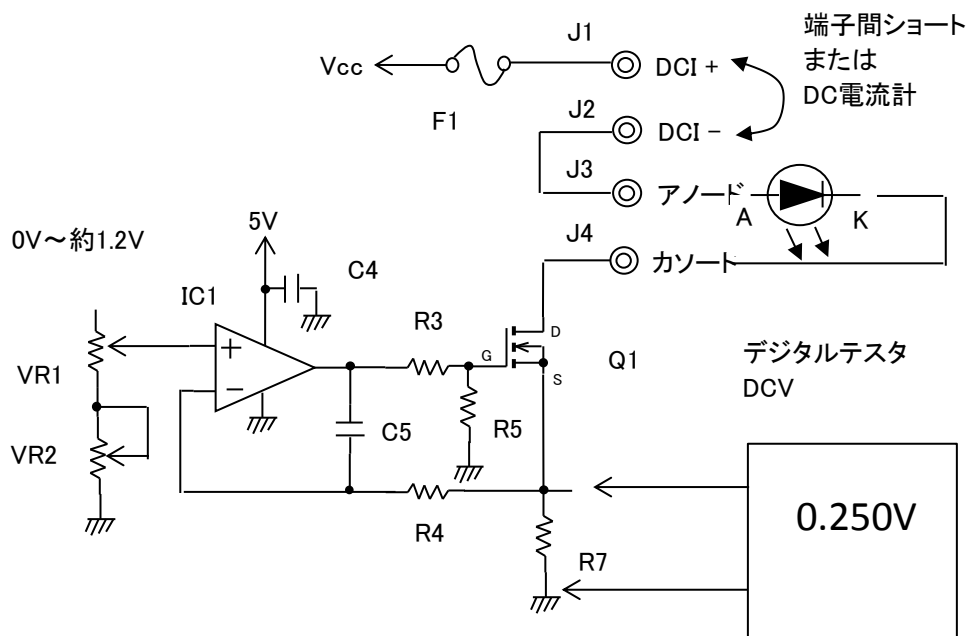 端子間ショート
または
DC電流計
J1
Vcc
DCI +
F1
J2
DCI −
J3
アノード
A
K
J4
カソード
0V～約1.2V
5V
C4
IC1
R3
VR1
G
D
S
Q1
デジタルテスタ
DCV
VR2
C5
R5
R4
R7
0.250V
+
−